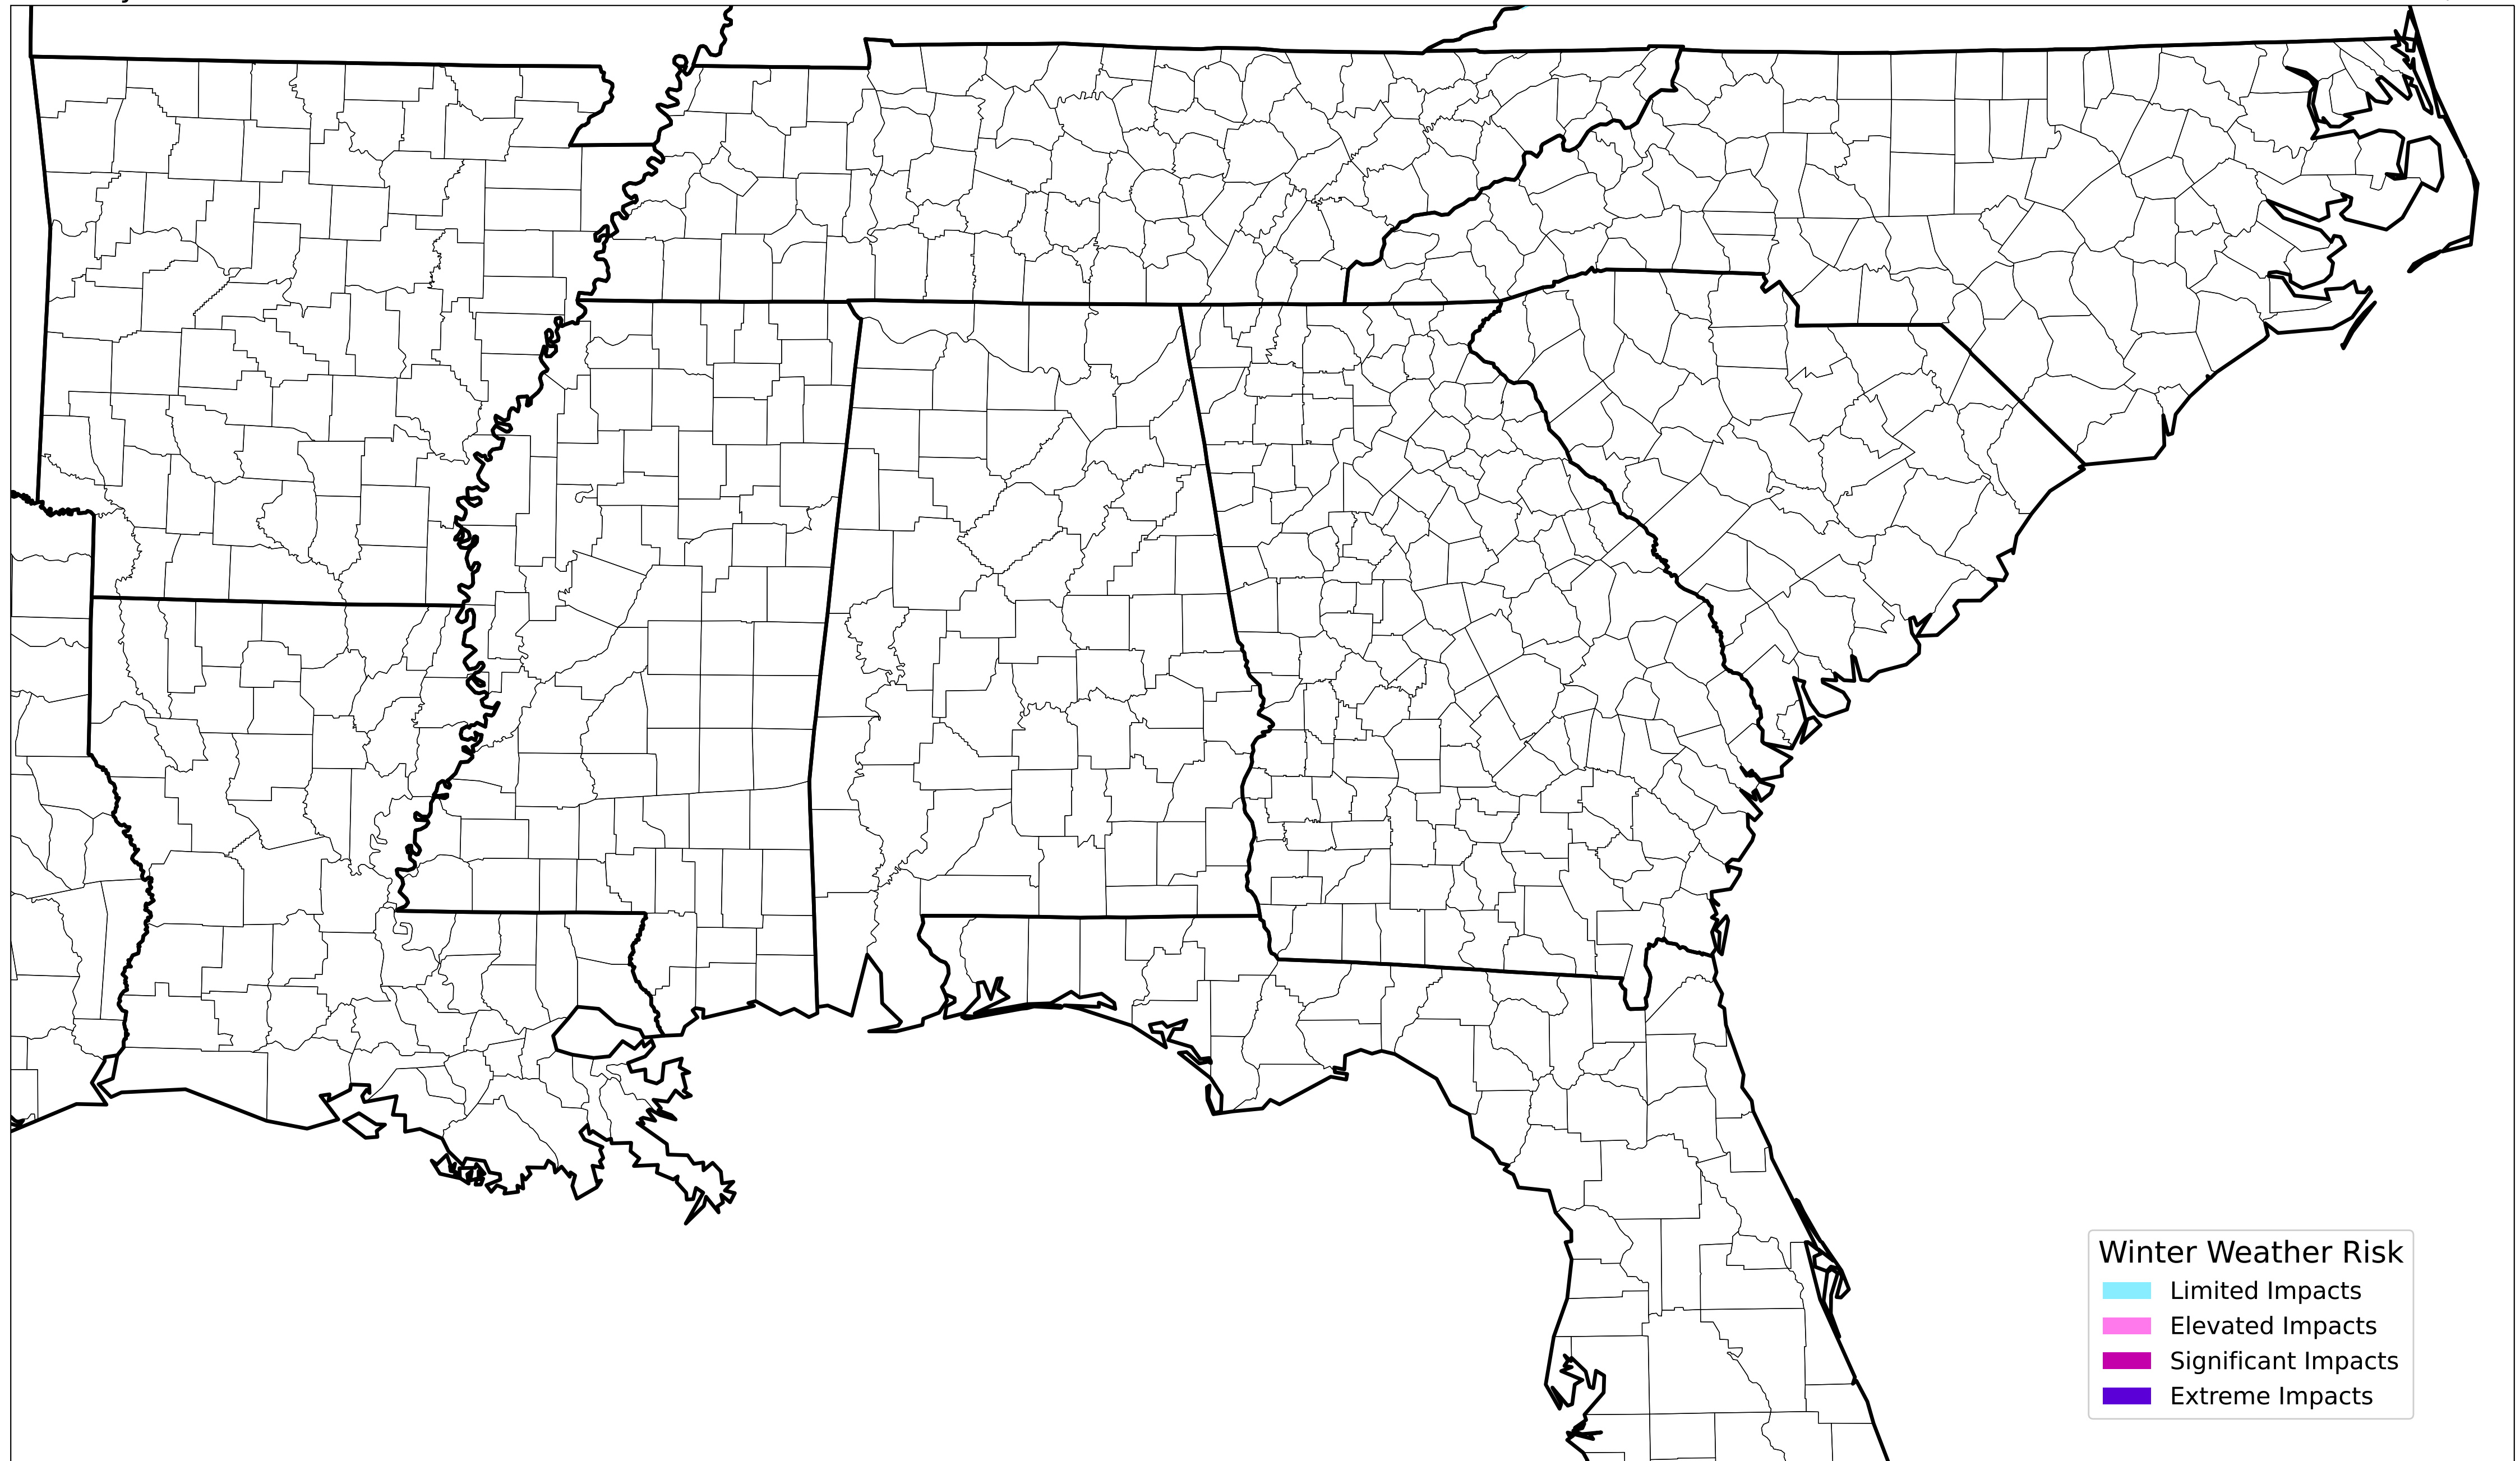 Winter Weather Risk
Limited Impacts
Elevated Impacts
Significant Impacts
Extreme Impacts